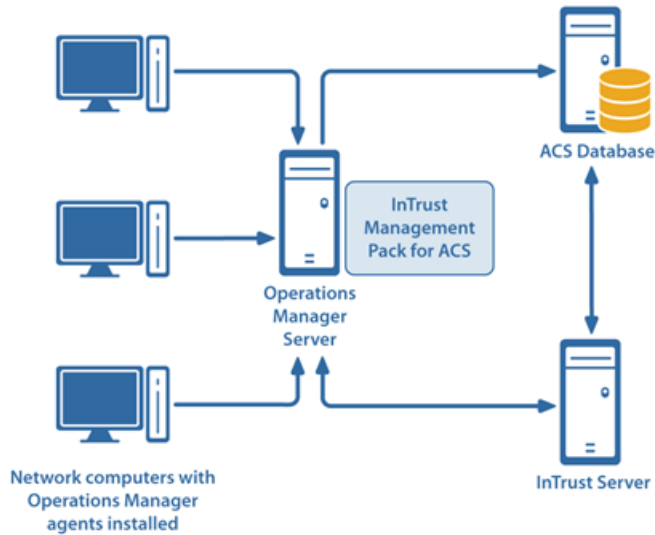 ACS Database
InTrust
Management
Pack for ACS
Operations
Manager
Server
Network computers with
Operations Manager
agents installed
InTrust Server